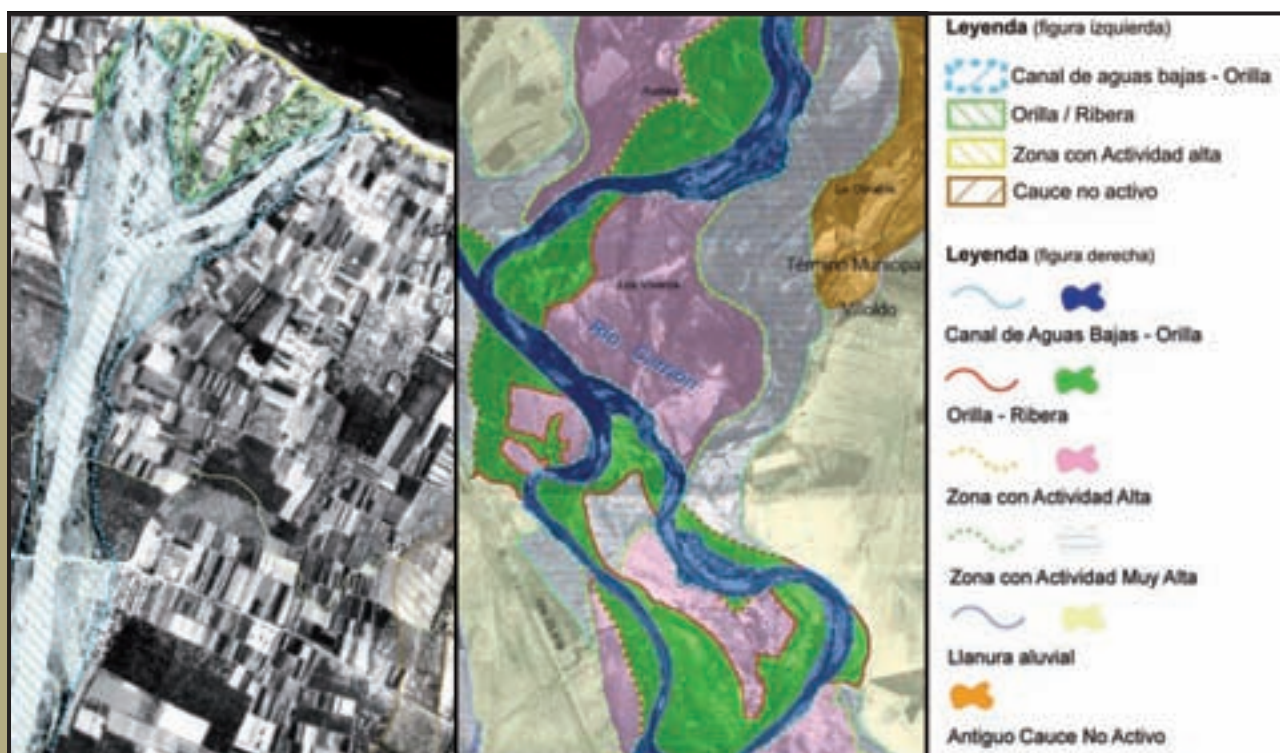 Río Carrión
Término Municipal
Leyenda (figura izquierda)
Canal de aguas bajas - Orilla
Orilla / Ribera
Zona con Actividad alta
Cauce no activo
Leyenda (figura derecha)
Canal de Aguas Bajas - Orilla
Orilla - Ribera
Zona con Actividad Alta
Zona con Actividad Muy Alta
Llanura aluvial
Antiguo Cauce No Activo